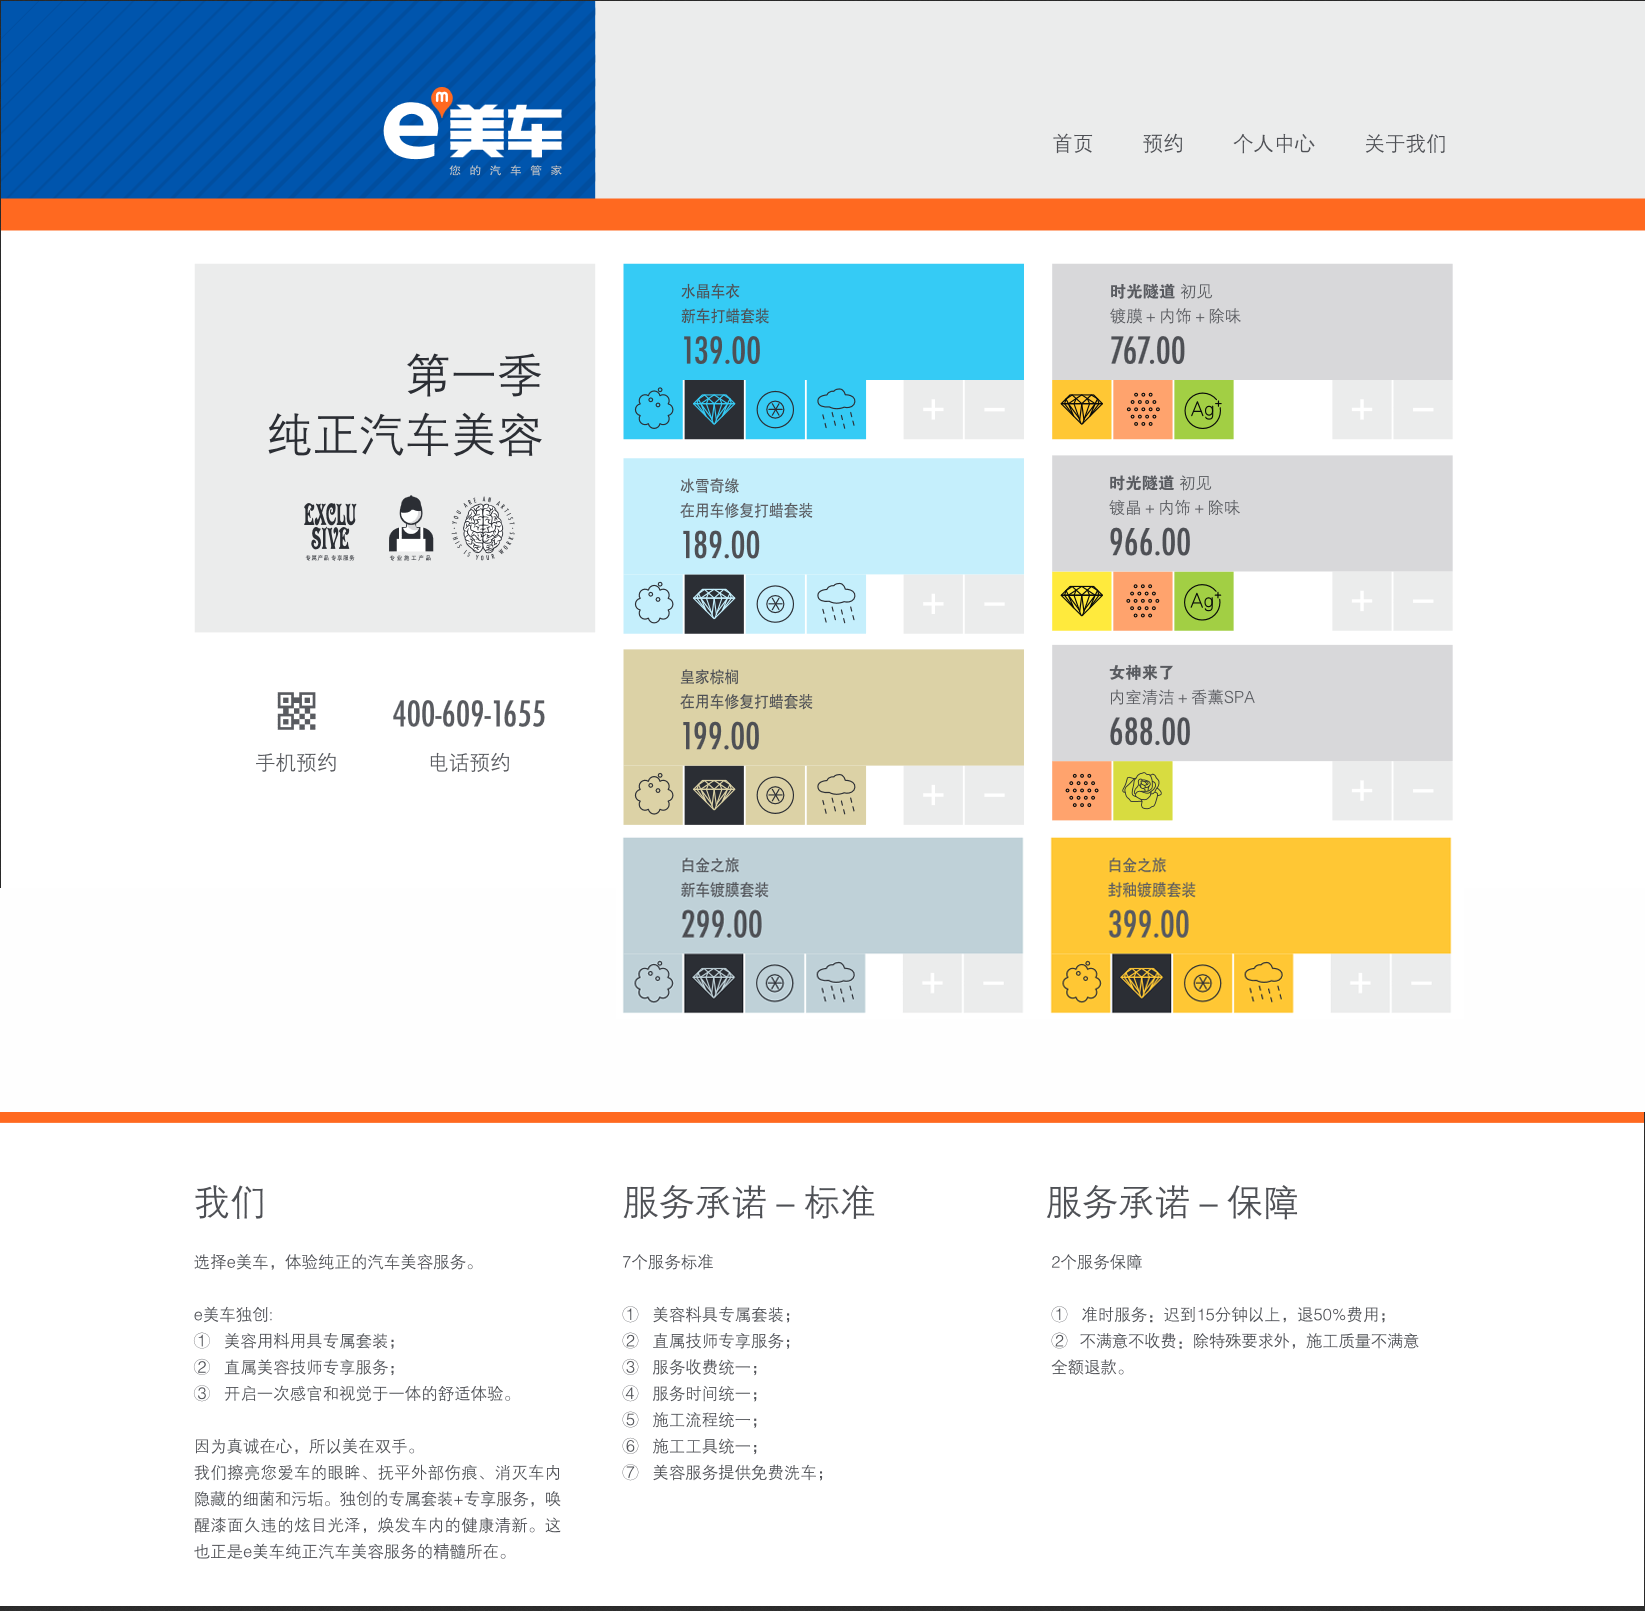 e美车
m
您的汽车管家
首页 预约 个人中心 关于我们
第一季
纯正汽车美容
EXCLU
SIVE
专属产品 专享服务
专业施工产品
YOU ARE AN ARTIST · THIS IS YOUR WORKS ·
400-609-1655
手机预约
电话预约
水晶车衣
新车打蜡套装
139.00
+ −
冰雪奇缘
在用车修复打蜡套装
189.00
+ −
皇家棕榈
在用车修复打蜡套装
199.00
+ −
白金之旅
新车镀膜套装
299.00
+ −
时光隧道 初见
镀膜+内饰+除味
767.00
Ag+
+ −
时光隧道 初见
镀晶+内饰+除味
966.00
Ag+
+ −
女神来了
内室清洁+香薰SPA
688.00
+ −
白金之旅
封釉镀膜套装
399.00
+ −
我们
选择e美车，体验纯正的汽车美容服务。
e美车独创:
① 美容用料用具专属套装；
② 直属美容技师专享服务；
③ 开启一次感官和视觉于一体的舒适体验。
因为真诚在心，所以美在双手。
我们擦亮您爱车的眼眸、抚平外部伤痕、消灭车内
隐藏的细菌和污垢。独创的专属套装+专享服务，唤
醒漆面久违的炫目光泽，焕发车内的健康清新。这
也正是e美车纯正汽车美容服务的精髓所在。
服务承诺 – 标准
7个服务标准
① 美容料具专属套装；
② 直属技师专享服务；
③ 服务收费统一；
④ 服务时间统一；
⑤ 施工流程统一；
⑥ 施工工具统一；
⑦ 美容服务提供免费洗车；
服务承诺 – 保障
2个服务保障
① 准时服务：迟到15分钟以上，退50%费用；
② 不满意不收费：除特殊要求外，施工质量不满意
全额退款。